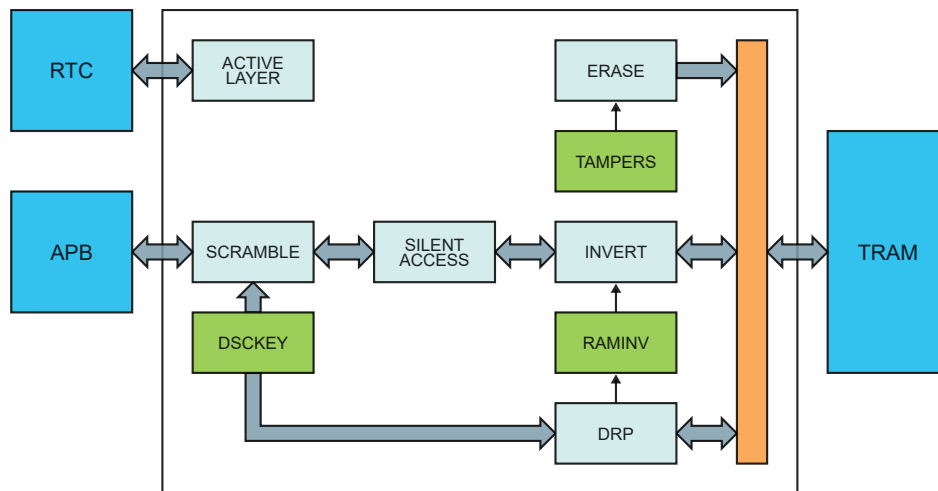 RTC
ACTIVE
LAYER
ERASE
TAMPERS
APB
SCRAMBLE
SILENT
ACCESS
INVERT
TRAM
DSCKEY
RAMINV
DRP